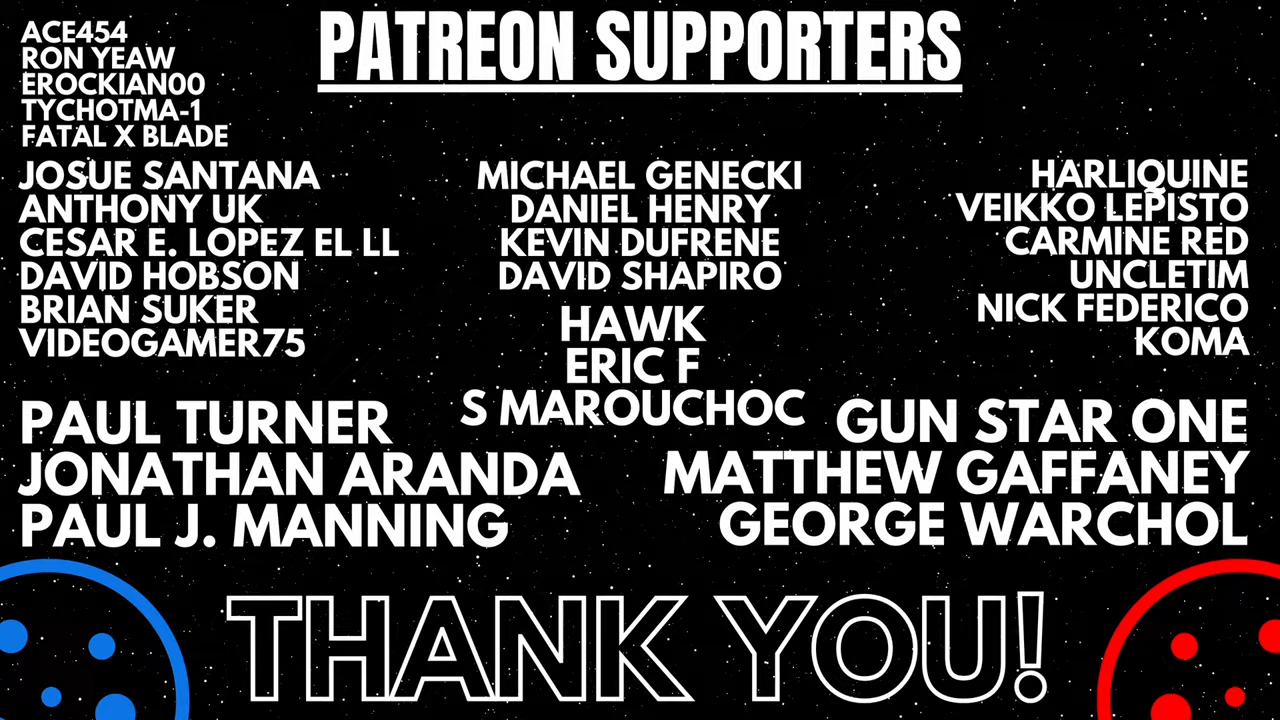 PATREON SUPPORTERS
ACE454
RON YEAW
EROCKIAN00
TYCHOTMA-1
FATAL X BLADE
JOSUE SANTANA
ANTHONY UK
CESAR E. LOPEZ EL LL
DAVID HOBSON
BRIAN SUKER
VIDEOGAMER75
MICHAEL GENECKI
DANIEL HENRY
KEVIN DUFRENE
DAVID SHAPIRO
HAWK
ERIC F
S MAROUCHOC
HARLIQUINE
VEIKKO LEPISTO
CARMINE RED
UNCLETIM
NICK FEDERICO
KOMA
PAUL TURNER
JONATHAN ARANDA
PAUL J. MANNING
GUN STAR ONE
MATTHEW GAFFANEY
GEORGE WARCHOL
THANK YOU!